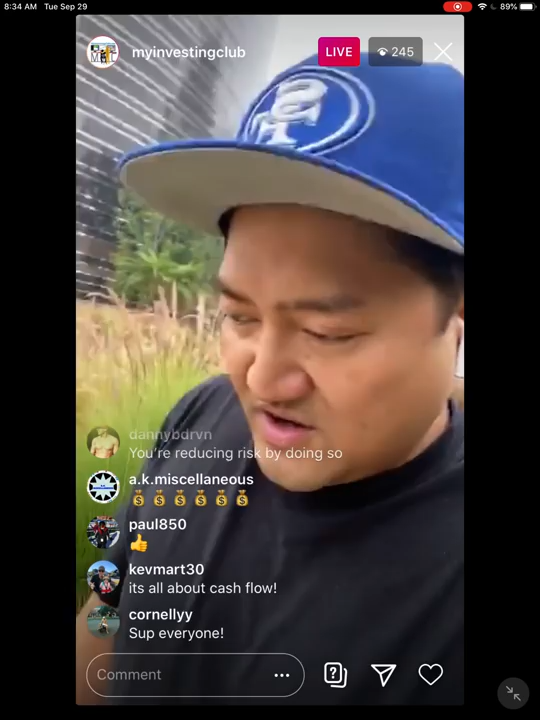 8:34 AM Tue Sep 29
89%
myinvestingclub
LIVE
245
dannybdrvn
You're reducing risk by doing so
a.k.miscellaneous
paul850
kevmart30
its all about cash flow!
cornellyy
Sup everyone!
Comment